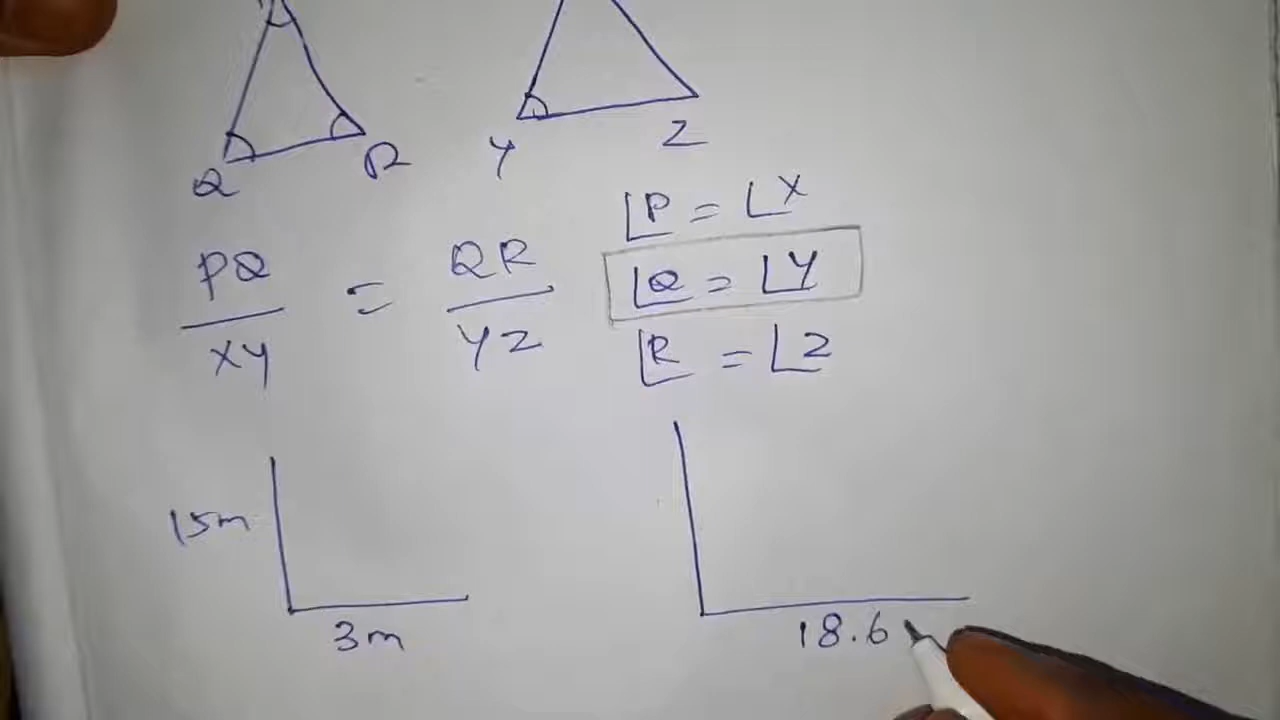 Q R Y Z
∟P = ∟X
PQ/XY = QR/YZ
∟Q = ∟Y
∟R = ∟Z
15m
3m
18.6